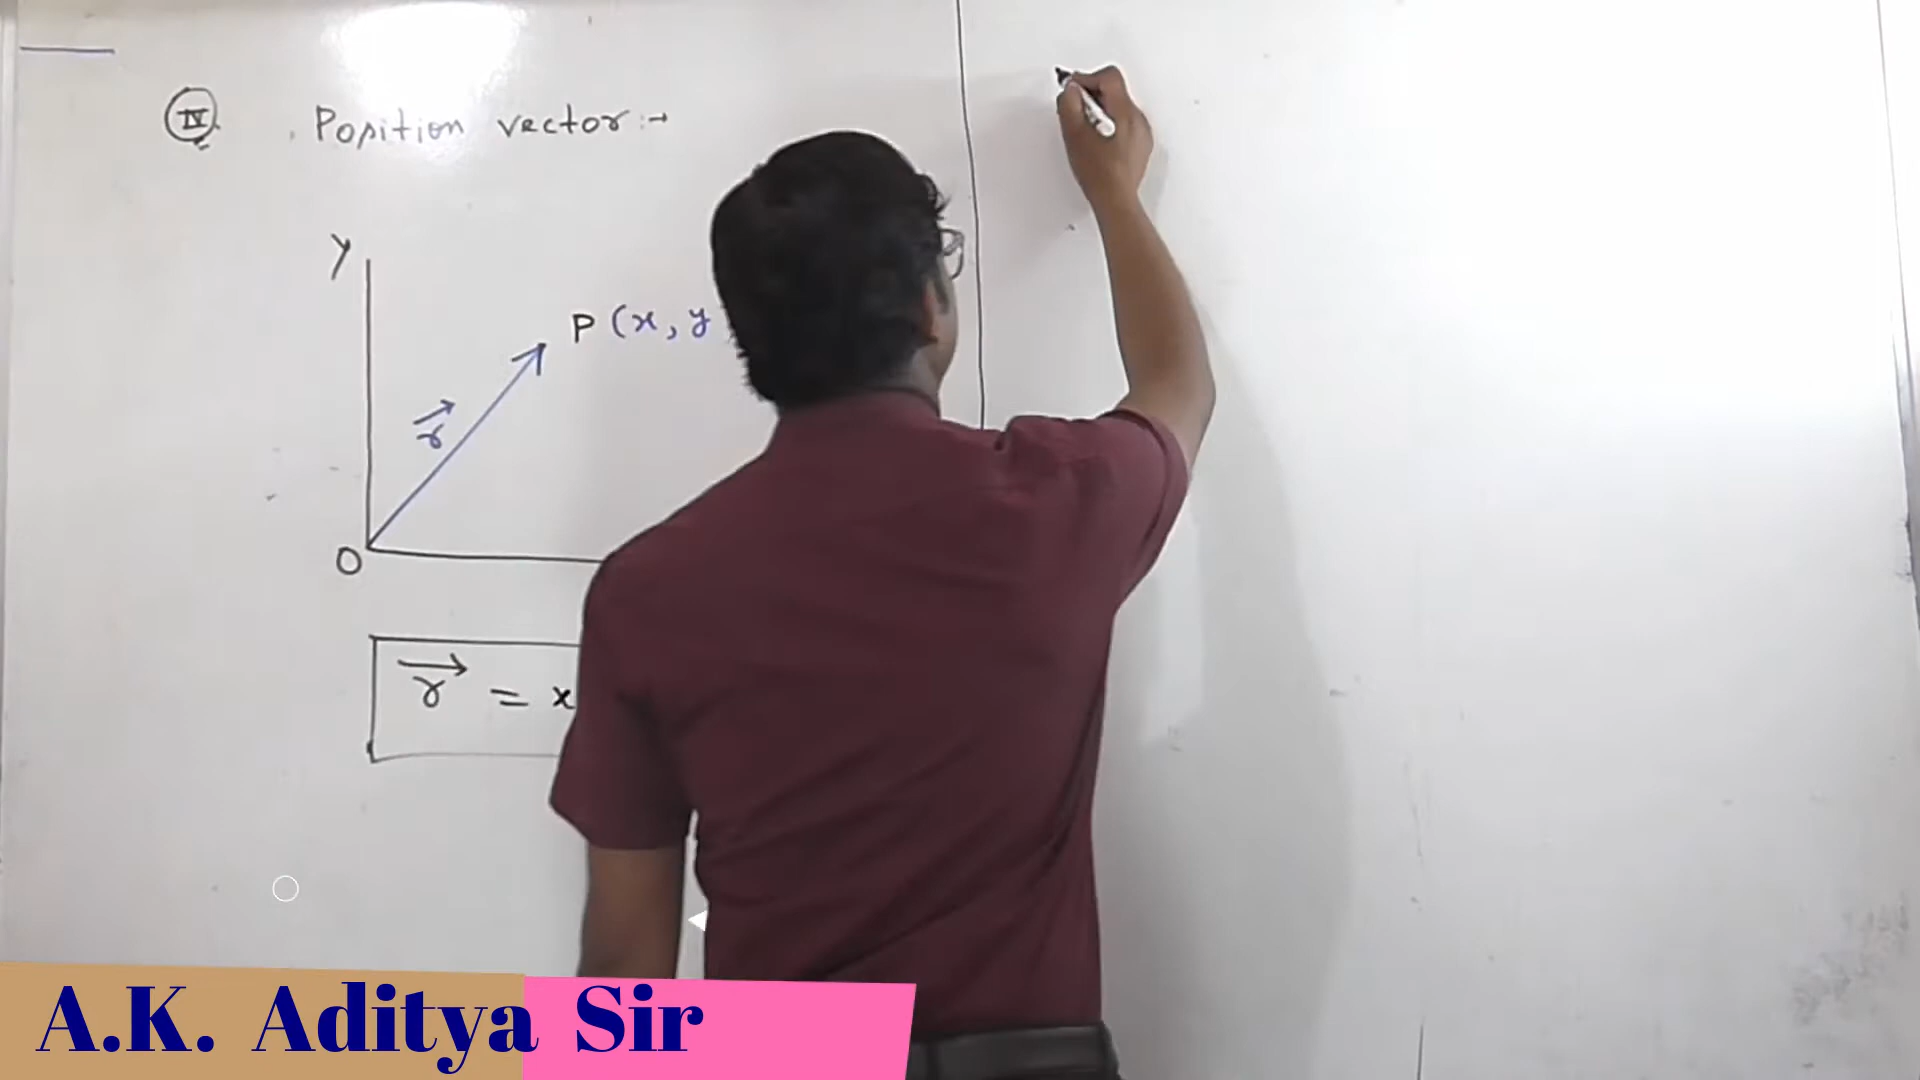 IV. Position vector :→
y
P (x, y
r
O
r = x
A.K. Aditya Sir